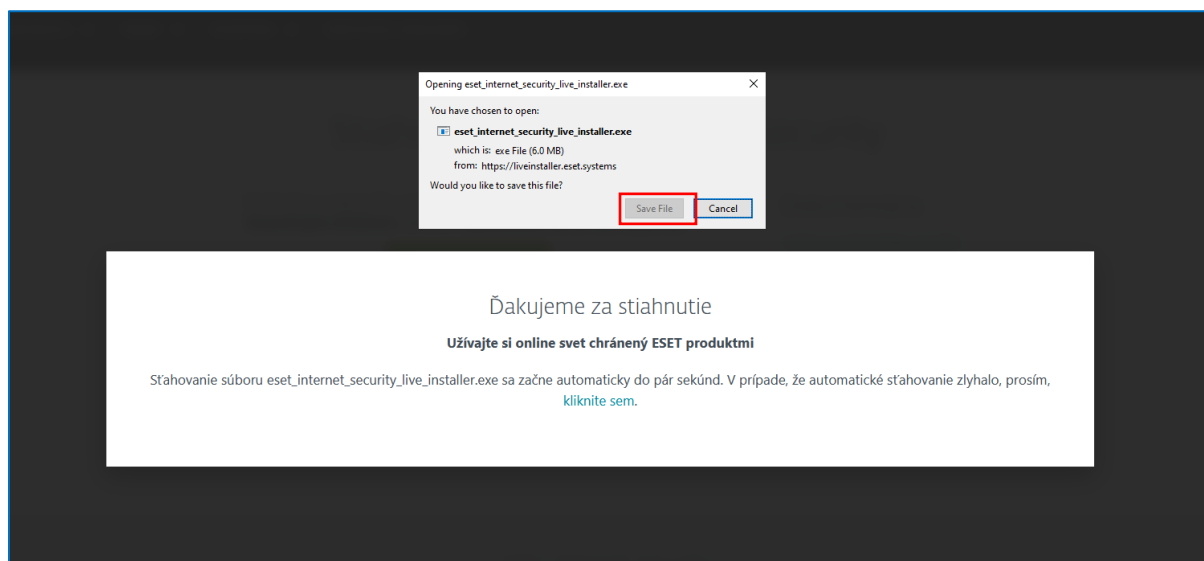 Opening eset_internet_security_live_installer.exe
You have chosen to open:
eset_internet_security_live_installer.exe
which is: exe File (6.0 MB)
from: https://liveinstaller.eset.systems
Would you like to save this file?
Save File
Cancel
Ďakujeme za stiahnutie
Užívajte si online svet chránený ESET produktmi
Sťahovanie súboru eset_internet_security_live_installer.exe sa začne automaticky do pár sekúnd. V prípade, že automatické sťahovanie zlyhalo, prosím,
kliknite sem.